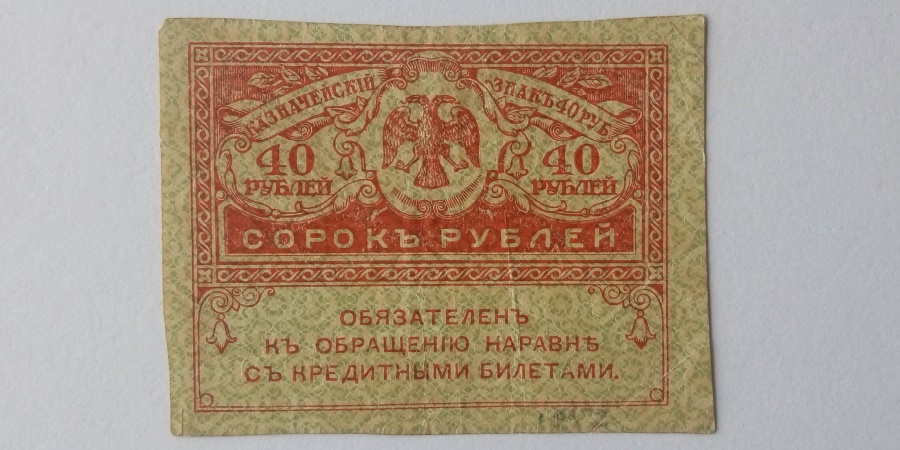 КАЗНАЧЕЙСКІЙ ЗНАКЪ 40 РУБ.
40 40
РУБЛЕЙ РУБЛЕЙ
СОРОКЪ РУБЛЕЙ
ОБЯЗАТЕЛЕНЪ
КЪ ОБРАЩЕНІЮ НАРАВНѢ
СЪ КРЕДИТНЫМИ БИЛЕТАМИ.